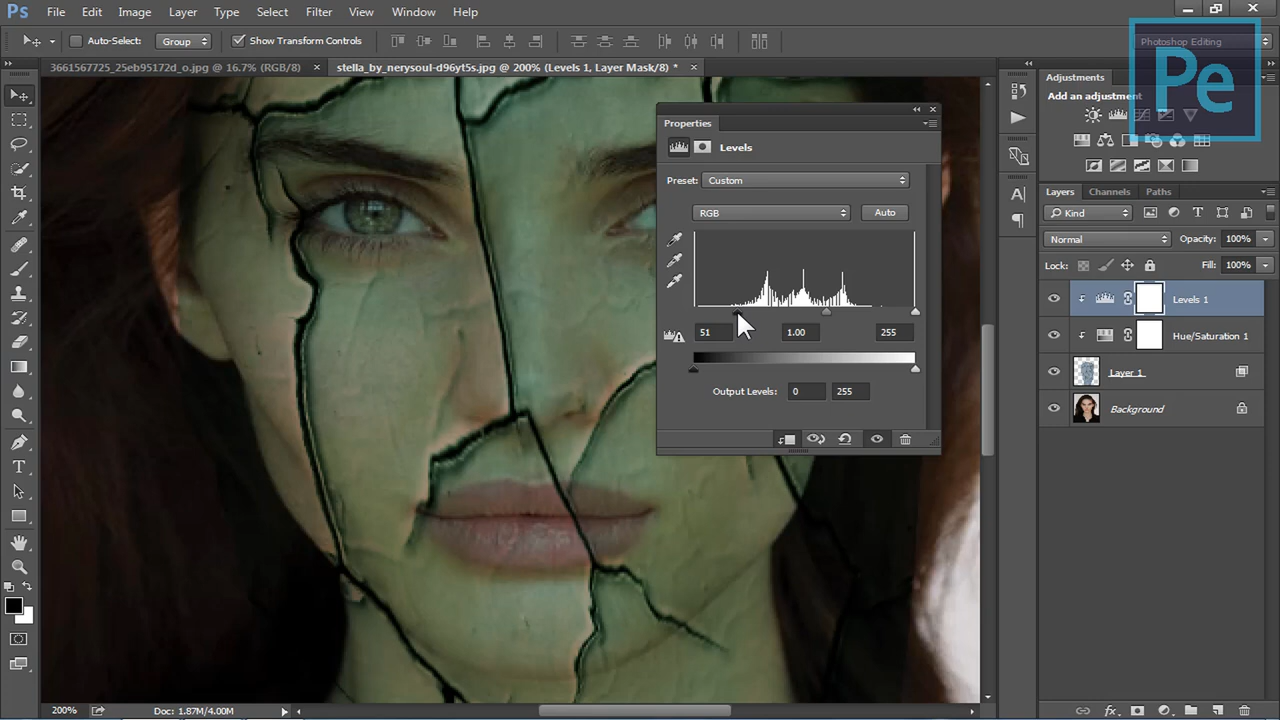 Ps File Edit Image Layer Type Select Filter View Window Help
Auto-Select: Group Show Transform Controls
Photoshop Editing
Pe
3661567725_25eb95172d_o.jpg @ 16.7% (RGB/8) × stella_by_nerysoul-d96yt5s.jpg @ 200% (Levels 1, Layer Mask/8) * ×
Adjustments
Add an adjustment
Properties
Levels
Preset: Custom
RGB Auto
51 1.00 255
Output Levels: 0 255
Layers Channels Paths
Kind
Normal Opacity: 100%
Lock: Fill: 100%
Levels 1
Hue/Saturation 1
Layer 1
Background
fx
200% Doc: 1.87M/4.00M